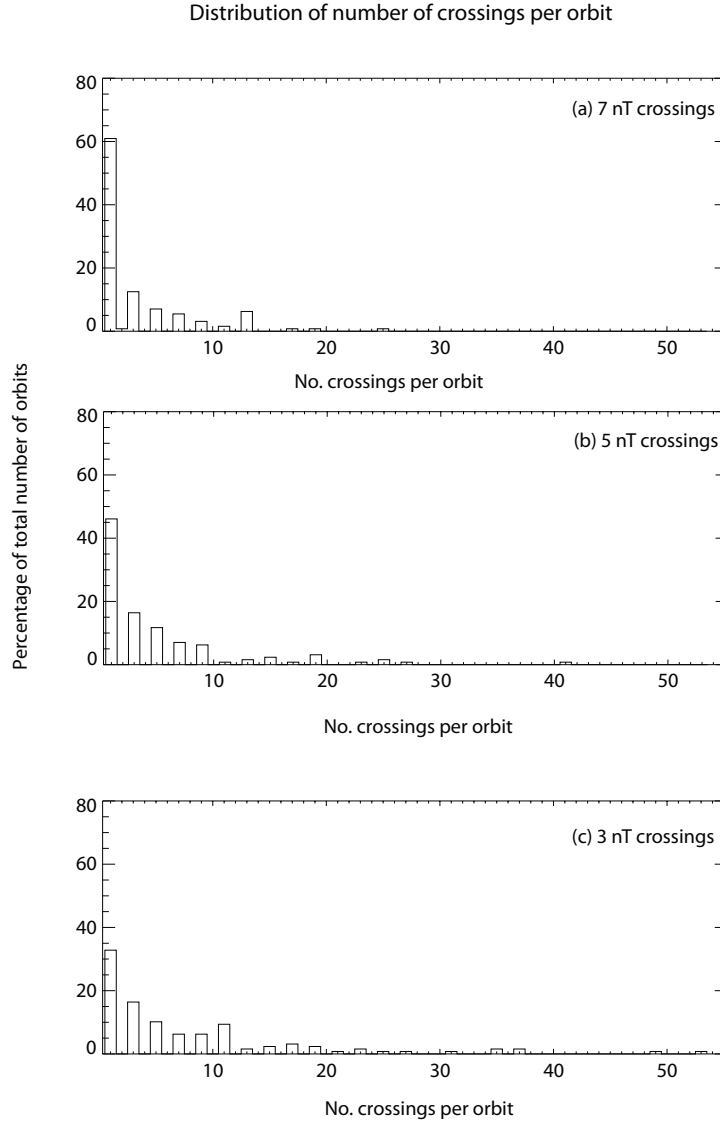 Distribution of number of crossings per orbit
80
(a) 7 nT crossings
60
40
20
0
10 20 30 40 50
No. crossings per orbit
Percentage of total number of orbits
80
(b) 5 nT crossings
60
40
20
0
10 20 30 40 50
No. crossings per orbit
80
(c) 3 nT crossings
60
40
20
0
10 20 30 40 50
No. crossings per orbit